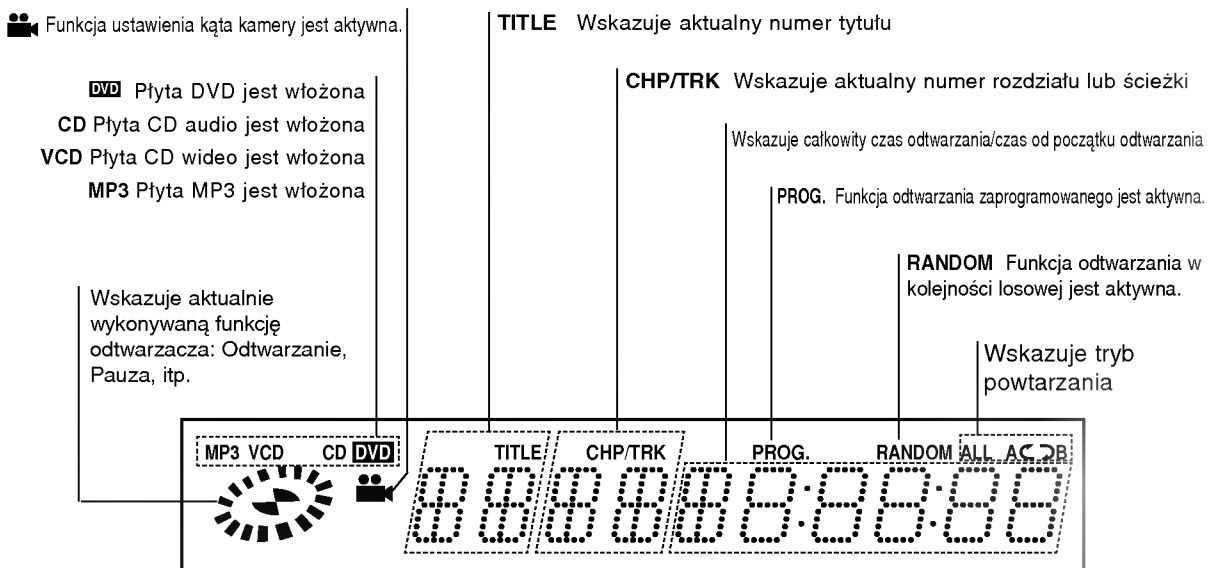 Funkcja ustawienia kąta kamery jest aktywna.
TITLE Wskazuje aktualny numer tytułu
DVD Płyta DVD jest włożona
CD Płyta CD audio jest włożona
VCD Płyta CD wideo jest włożona
MP3 Płyta MP3 jest włożona
CHP/TRK Wskazuje aktualny numer rozdziału lub ścieżki
Wskazuje całkowity czas odtwarzania/czas od początku odtwarzania
PROG. Funkcja odtwarzania zaprogramowanego jest aktywna.
RANDOM Funkcja odtwarzania w
kolejności losowej jest aktywna.
Wskazuje aktualnie
wykonywaną funkcję
odtwarzacza: Odtwarzanie,
Pauza, itp.
Wskazuje tryb
powtarzania
MP3 VCD CD DVD TITLE CHP/TRK PROG. RANDOM ALL A B